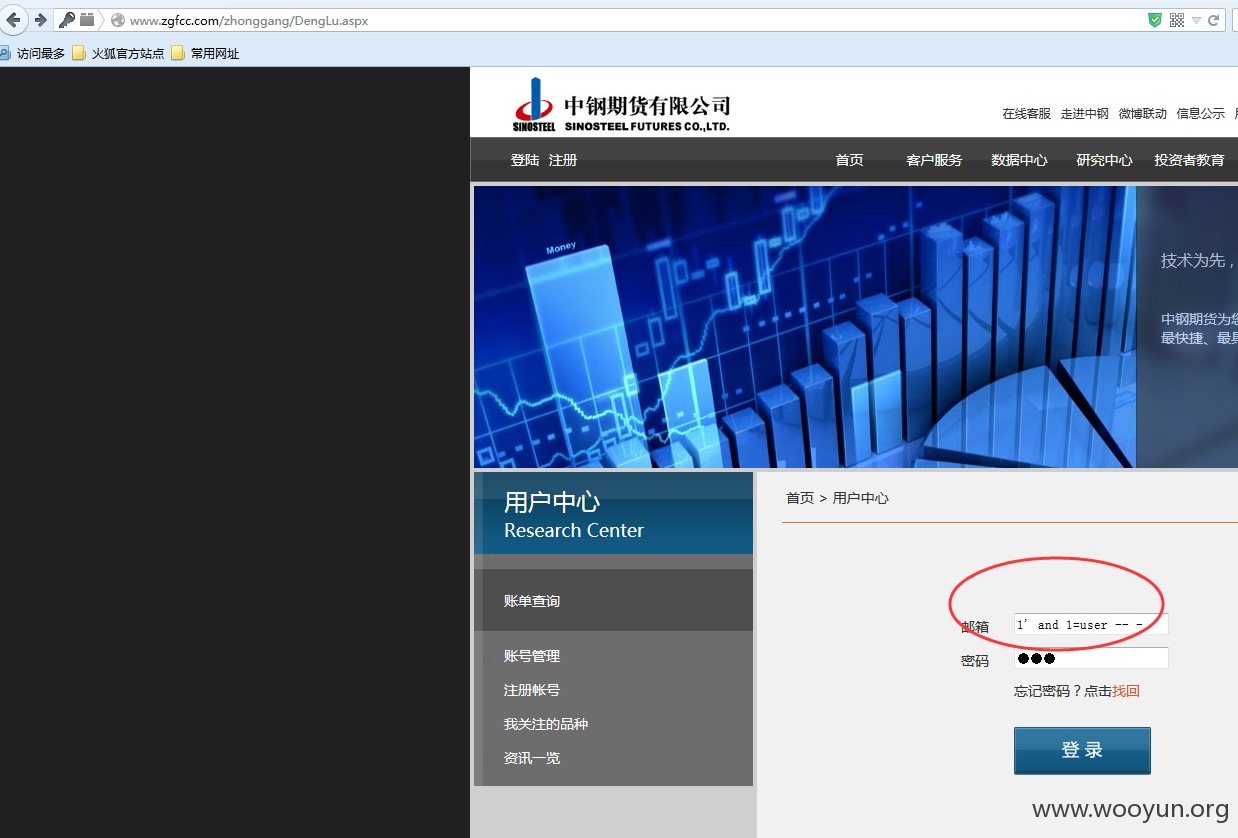 www.zgfcc.com/zhonggang/DengLu.aspx
访问最多 火狐官方站点 常用网址
中钢期货有限公司
SINOSTEEL SINOSTEEL FUTURES CO.,LTD.
在线客服 走进中钢 微博联动 信息公示
登陆 注册 首页 客户服务 数据中心 研究中心 投资者教育
Money
技术为先，
中钢期货为您
最快捷、最具
用户中心
Research Center
首页 > 用户中心
账单查询
账号管理
注册帐号
我关注的品种
资讯一览
邮箱 1' and 1=user -- -
密码
忘记密码？点击找回
登 录
www.wooyun.org